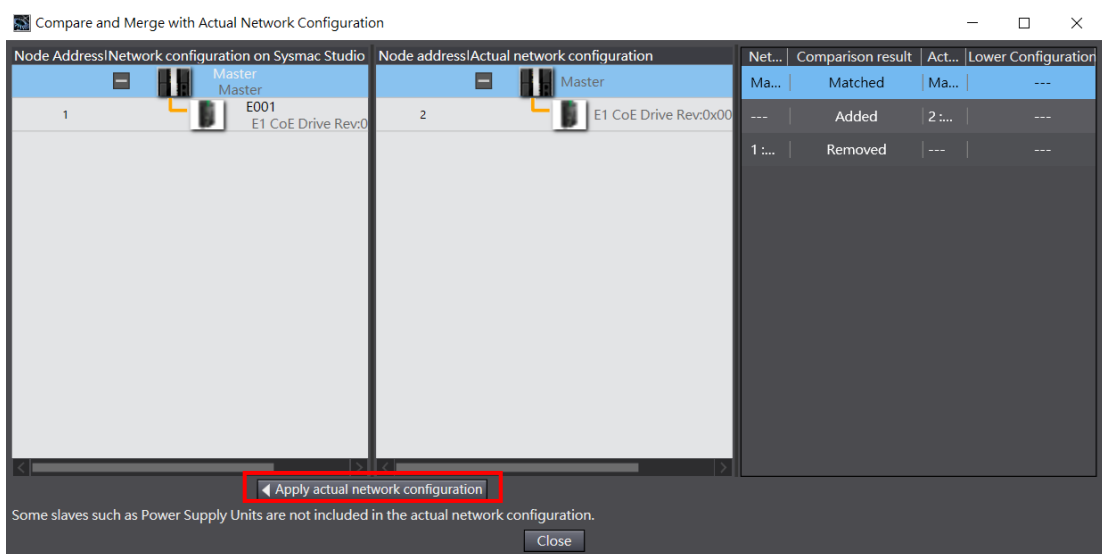 Compare and Merge with Actual Network Configuration
Node Address|Network configuration on Sysmac Studio
Node address|Actual network configuration
Net... Comparison result Act... Lower Configuration
Master
Master
Master
Ma... Matched Ma... ---
1
E001
E1 CoE Drive Rev:0
2
E1 CoE Drive Rev:0x00
--- Added 2 :... ---
1 :... Removed --- ---
Apply actual network configuration
Some slaves such as Power Supply Units are not included in the actual network configuration.
Close